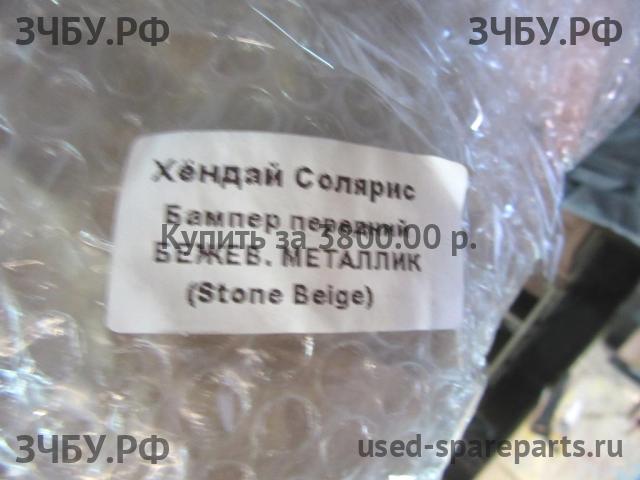 ЗЧБУ.РФ ЗЧБУ.РФ
Хёндай Солярис
Бампер передний
Купить за 5800.00 р.
БЕЖЕВ. МЕТАЛЛИК
(Stone Beige)
ЗЧБУ.РФ used-spareparts.ru